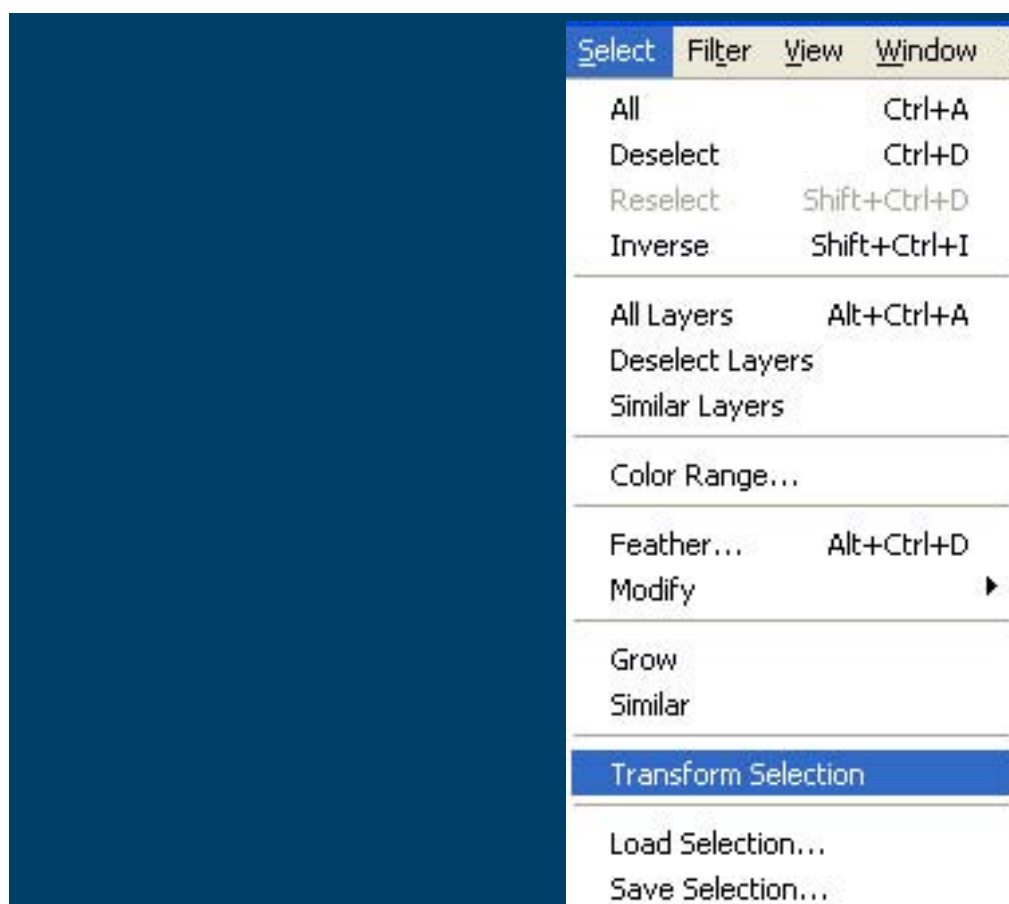 Select Filter View Window
All Ctrl+A
Deselect Ctrl+D
Reselect Shift+Ctrl+D
Inverse Shift+Ctrl+I
All Layers Alt+Ctrl+A
Deselect Layers
Similar Layers
Color Range...
Feather... Alt+Ctrl+D
Modify
Grow
Similar
Transform Selection
Load Selection...
Save Selection...